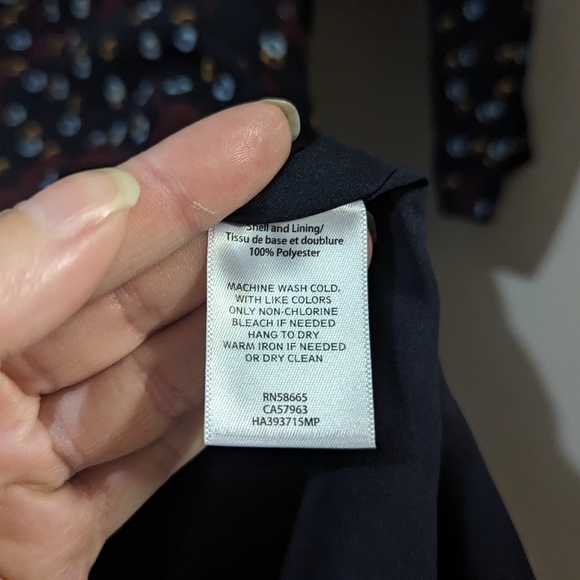 Shell and Lining/
Tissu de base et doublure
100% Polyester
MACHINE WASH COLD,
WITH LIKE COLORS
ONLY NON-CHLORINE
BLEACH IF NEEDED
HANG TO DRY
WARM IRON IF NEEDED
OR DRY CLEAN
RN58665
CA57963
HA393715MP